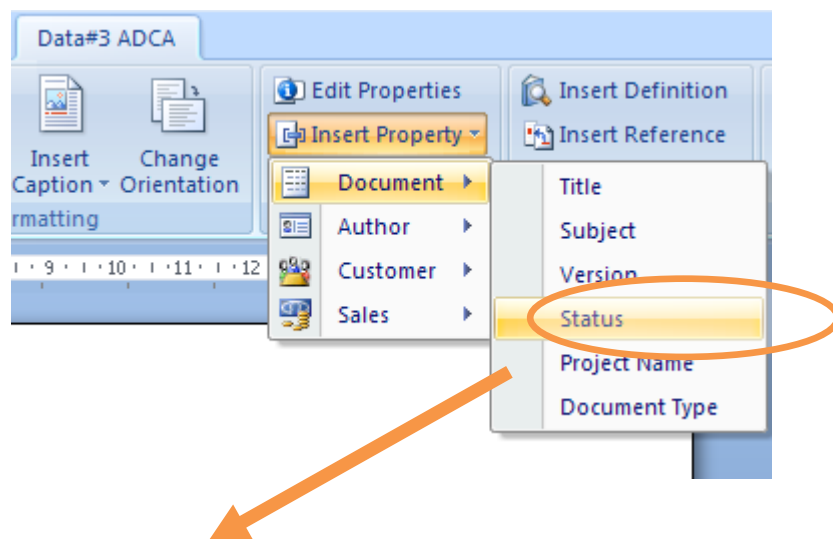 Data#3 ADCA
Edit Properties
Insert Definition
Insert Property
Insert Reference
Insert
Caption
Change
Orientation
rmatting
Document
Author
Customer
Sales
Title
Subject
Version
Status
Project Name
Document Type
9 10 11 12